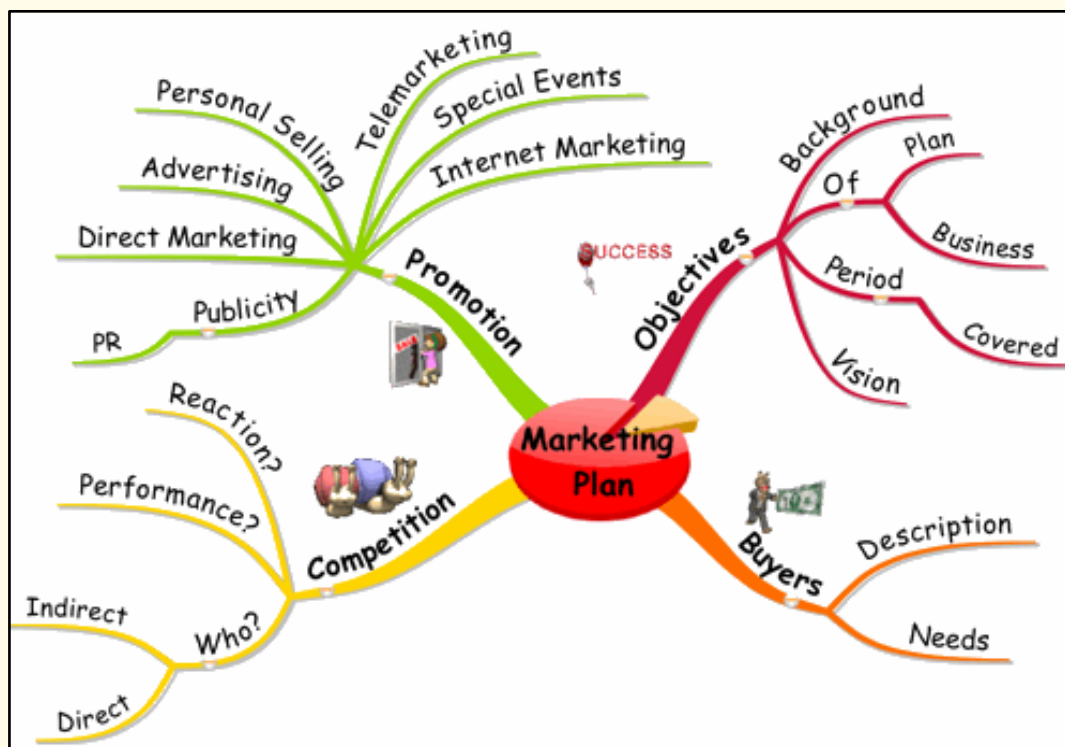 Marketing
Plan
Promotion
Telemarketing
Special Events
Internet Marketing
Personal Selling
Advertising
Direct Marketing
Publicity
PR
SUCCESS
Objectives
Background
Of
Plan
Business
Period
Covered
Vision
Competition
Reaction?
Performance?
Who?
Indirect
Direct
Buyers
Description
Needs
SALE